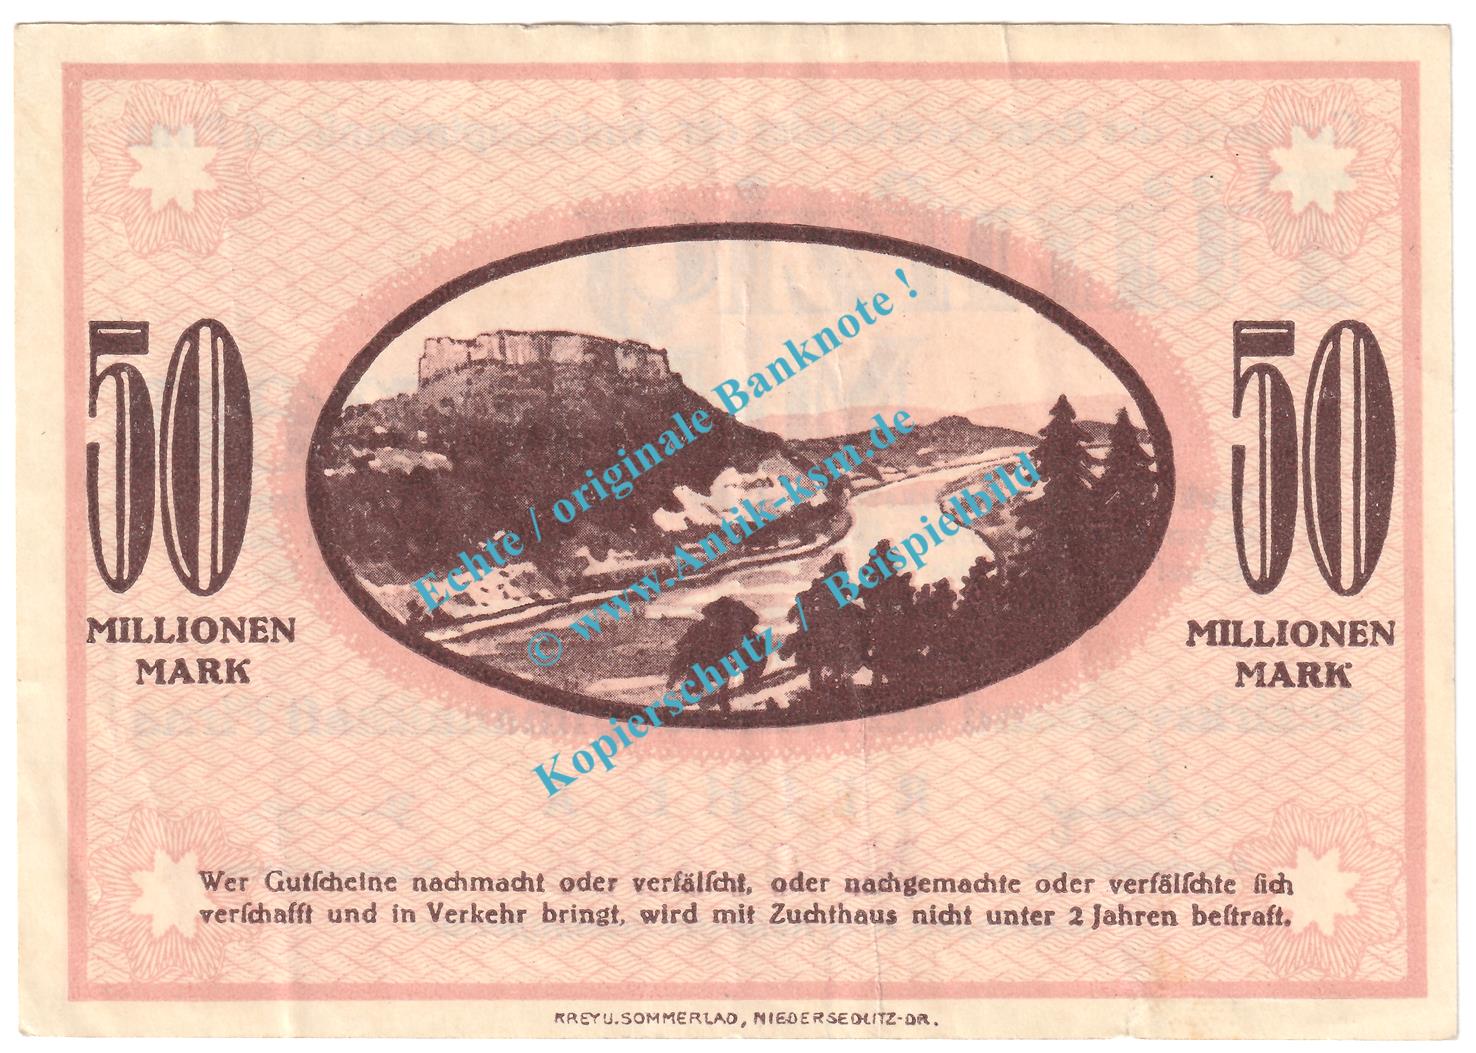 50
MILLIONEN
MARK
50
MILLIONEN
MARK
Echte / originale Banknote !
© www.Antik-ksm.de
Kopierschutz / Beispielbild
Wer Gutſcheine nachmacht oder verfälſcht, oder nachgemachte oder verfälſchte ſich
verſchafft und in Verkehr bringt, wird mit Zuchthaus nicht unter 2 Jahren beſtraft.
KREY U. SOMMERLAD, NIEDERSEDLITZ-DR.